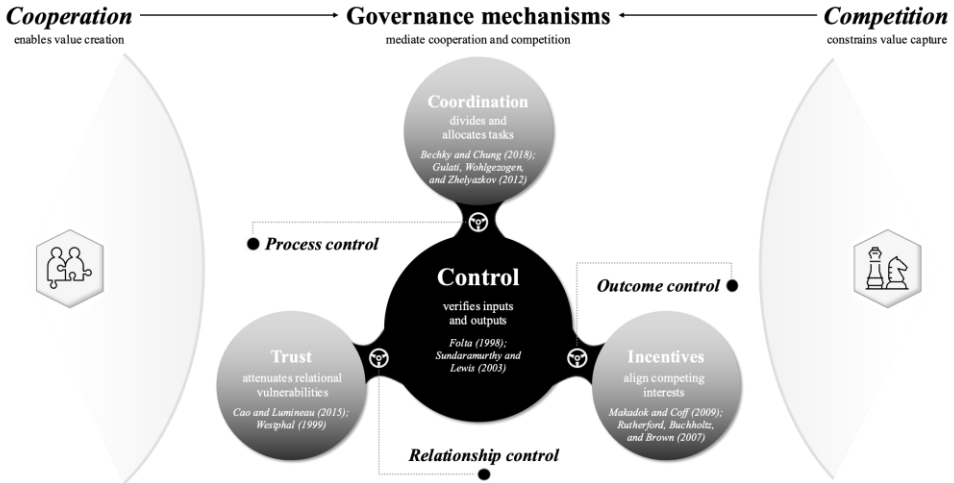 Cooperation
enables value creation
Governance mechanisms
mediate cooperation and competition
Competition
constrains value capture
Coordination
divides and
allocates tasks
Bechky and Chung (2018);
Gulati, Wohlgezogen,
and Zhelyazkov (2012)
Process control
Control
verifies inputs
and outputs
Folta (1998);
Sundaramurthy and
Lewis (2003)
Outcome control
Trust
attenuates relational
vulnerabilities
Cao and Lumineau (2015);
Westphal (1999)
Incentives
align competing
interests
Makadok and Coff (2009);
Rutherford, Buchholtz,
and Brown (2007)
Relationship control